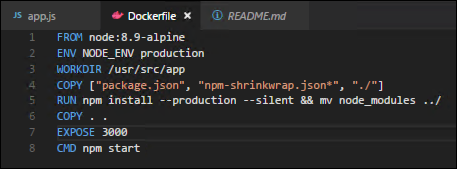 app.js Dockerfile × README.md
1 FROM node:8.9-alpine
2 ENV NODE_ENV production
3 WORKDIR /usr/src/app
4 COPY ["package.json", "npm-shrinkwrap.json*", "./"]
5 RUN npm install --production --silent && mv node_modules ../
6 COPY . .
7 EXPOSE 3000
8 CMD npm start